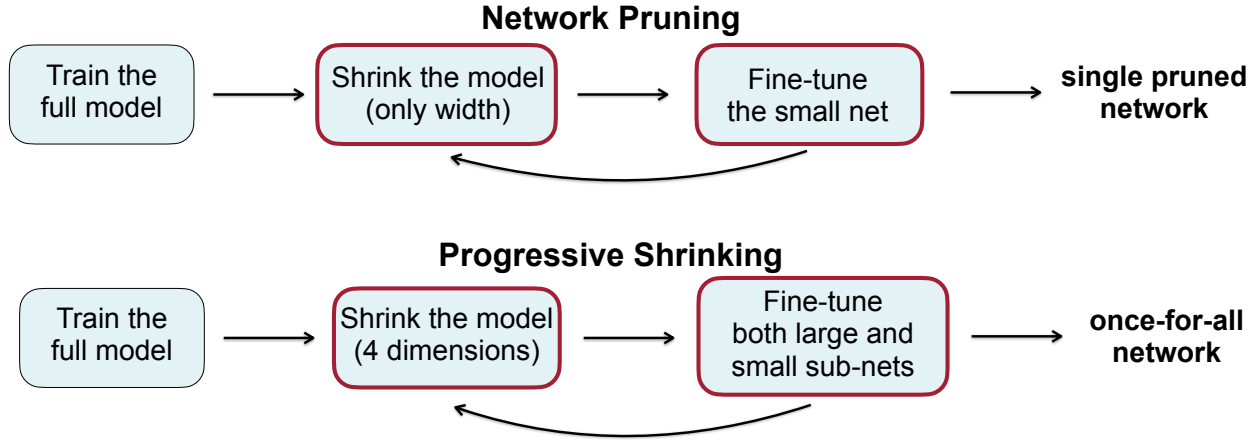 Network Pruning
Train the
full model
Shrink the model
(only width)
Fine-tune
the small net
single pruned
network
Progressive Shrinking
Train the
full model
Shrink the model
(4 dimensions)
Fine-tune
both large and
small sub-nets
once-for-all
network